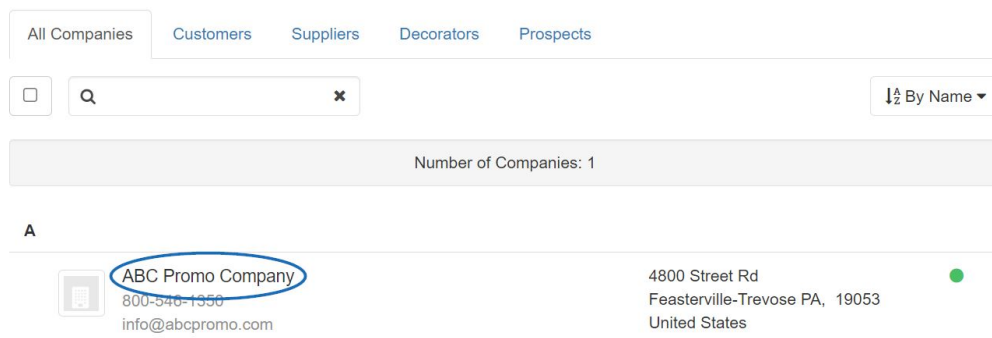 All Companies Customers Suppliers Decorators Prospects
By Name
Number of Companies: 1
A
ABC Promo Company
800-546-1350
info@abcpromo.com
4800 Street Rd
Feasterville-Trevose PA, 19053
United States